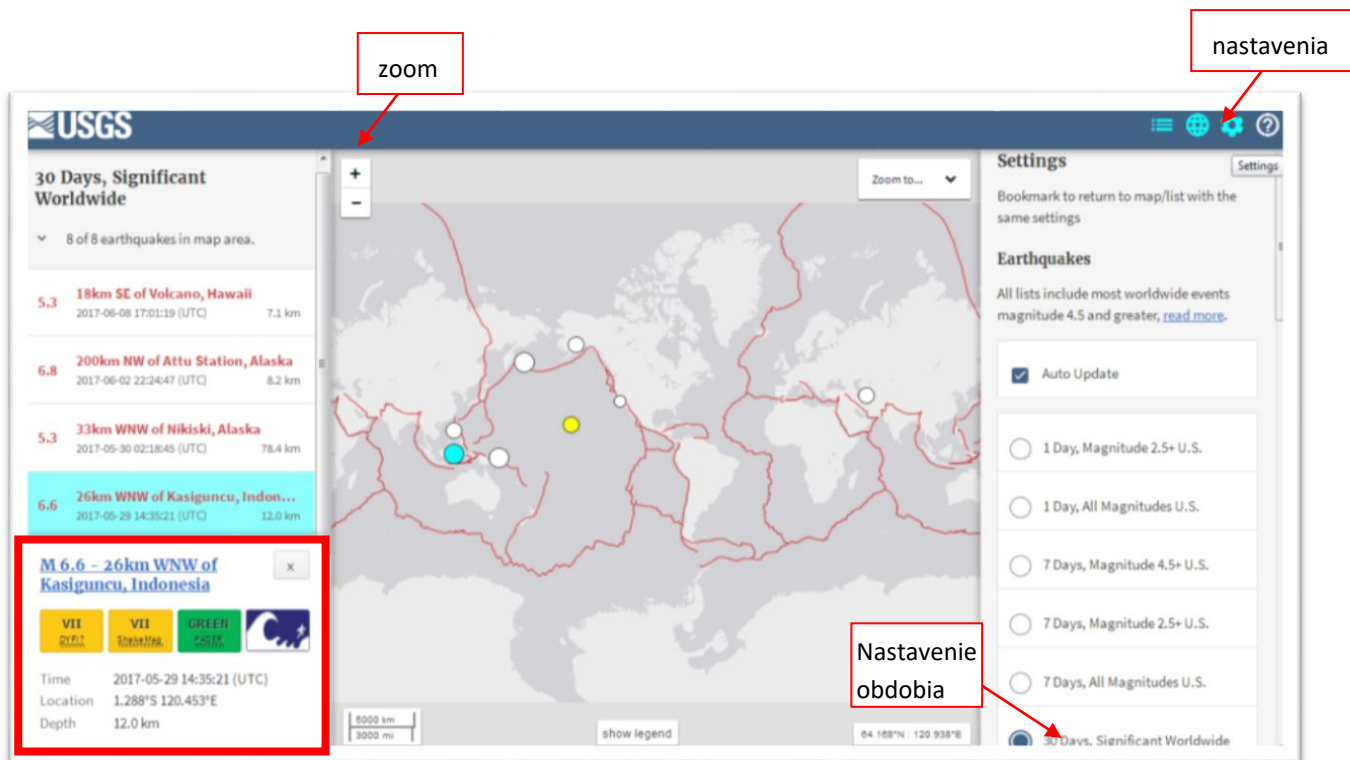 zoom
nastavenia
USGS
30 Days, Significant
Worldwide
8 of 8 earthquakes in map area.
5.3
18km SE of Volcano, Hawaii
2017-06-08 17:01:19 (UTC) 7.1 km
6.8
200km NW of Attu Station, Alaska
2017-06-02 22:24:47 (UTC) 8.2 km
5.3
33km WNW of Nikiski, Alaska
2017-05-30 02:18:45 (UTC) 78.4 km
6.6
26km WNW of Kasiguncu, Indon...
2017-05-29 14:35:21 (UTC) 12.0 km
M 6.6 - 26km WNW of
Kasiguncu, Indonesia
x
VII
DYFI?
VII
ShakeMap
GREEN
PAGER
Time 2017-05-29 14:35:21 (UTC)
Location 1.288°S 120.453°E
Depth 12.0 km
+
−
Zoom to...
5000 km
3000 mi
show legend
64.168°N : 120.938°E
Settings
Settings
Bookmark to return to map/list with the
same settings
Earthquakes
All lists include most worldwide events
magnitude 4.5 and greater, read more.
Auto Update
1 Day, Magnitude 2.5+ U.S.
1 Day, All Magnitudes U.S.
7 Days, Magnitude 4.5+ U.S.
7 Days, Magnitude 2.5+ U.S.
7 Days, All Magnitudes U.S.
30 Days, Significant Worldwide
Nastavenie
obdobia